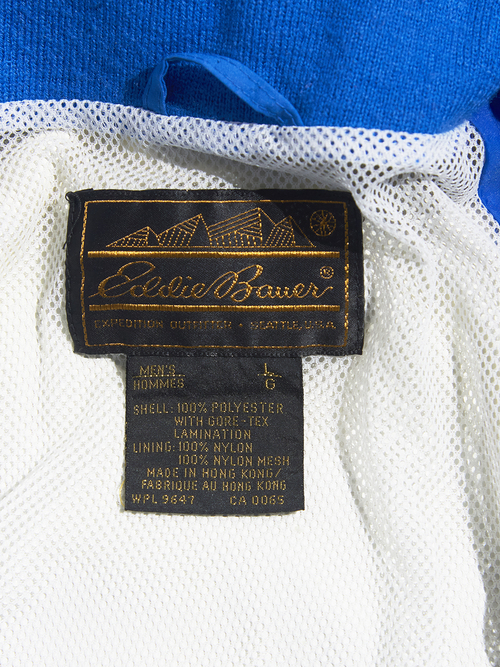 Eddie Bauer®
EXPEDITION OUTFITTER • SEATTLE, U.S.A.
MEN'S L
HOMMES G
SHELL: 100% POLYESTER
WITH GORE-TEX
LAMINATION
LINING: 100% NYLON
100% NYLON MESH
MADE IN HONG KONG/
FABRIQUE AU HONG KONG
WPL 9647 CA 0065